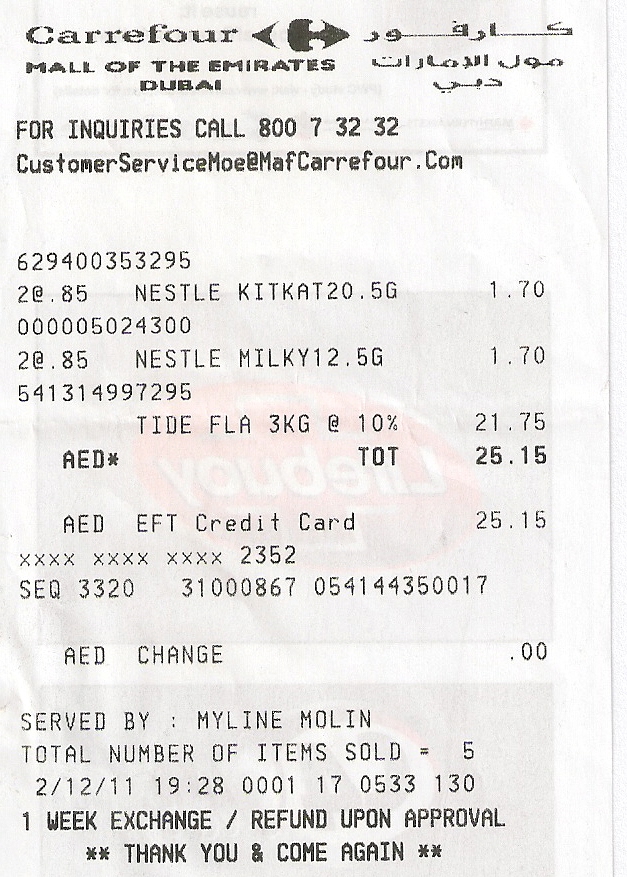 Carrefour كارفور
MALL OF THE EMIRATES مول الإمارات
DUBAI دبي
FOR INQUIRIES CALL 800 7 32 32
CustomerServiceMoe@MafCarrefour.Com
629400353295
2@.85 NESTLE KITKAT20.5G 1.70
000005024300
2@.85 NESTLE MILKY12.5G 1.70
541314997295
TIDE FLA 3KG @ 10% 21.75
AED* TOT 25.15
AED EFT Credit Card 25.15
xxxx xxxx xxxx 2352
SEQ 3320 31000867 054144350017
AED CHANGE .00
SERVED BY : MYLINE MOLIN
TOTAL NUMBER OF ITEMS SOLD = 5
2/12/11 19:28 0001 17 0533 130
1 WEEK EXCHANGE / REFUND UPON APPROVAL
** THANK YOU & COME AGAIN **